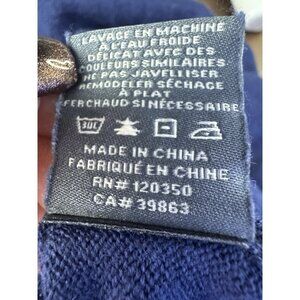 LAVAGE EN MACHINE
À L'EAU FROIDE
DÉLICAT AVEC DES
COULEURS SIMILAIRES
NE PAS JAVELLISER
REMODELER SÉCHAGE
À PLAT
FER CHAUD SI NÉCESSAIRE
30C
MADE IN CHINA
FABRIQUÉ EN CHINE
RN# 120350
CA# 39863